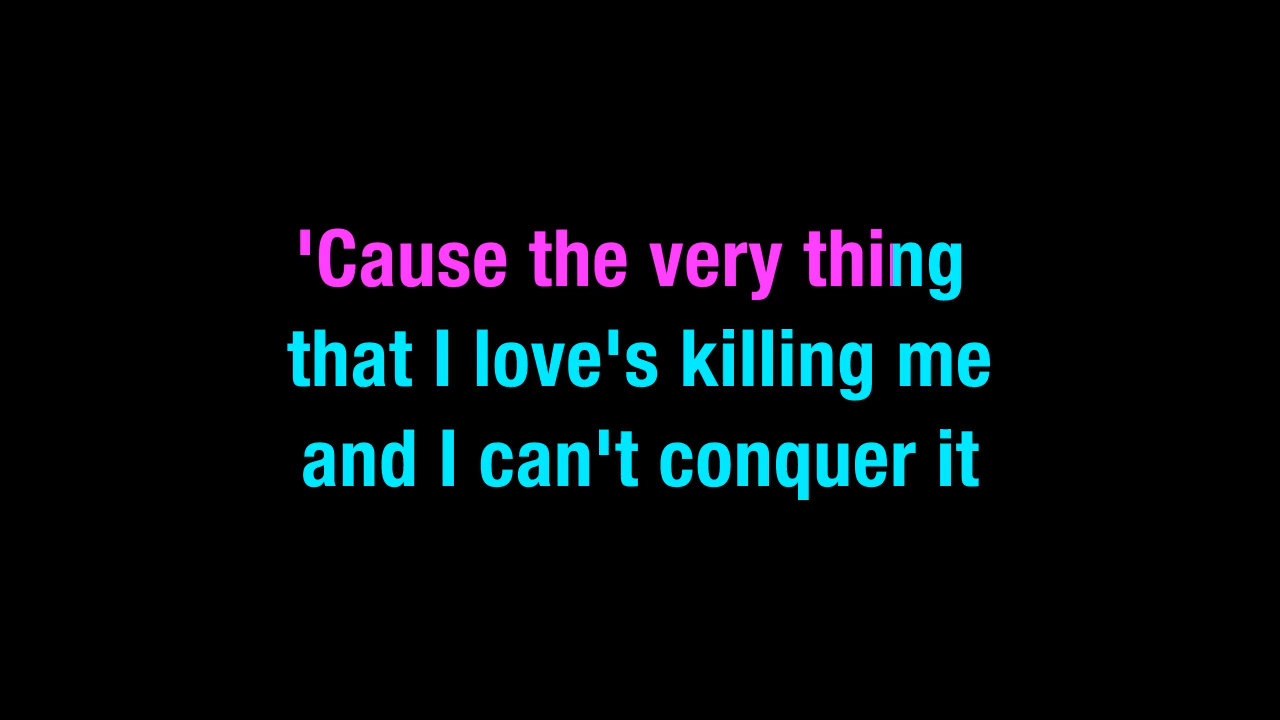 'Cause the very thing
that I love's killing me
and I can't conquer it